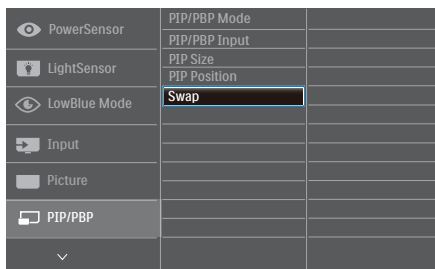 PowerSensor
LightSensor
LowBlue Mode
Input
Picture
PIP/PBP
PIP/PBP Mode
PIP/PBP Input
PIP Size
PIP Position
Swap